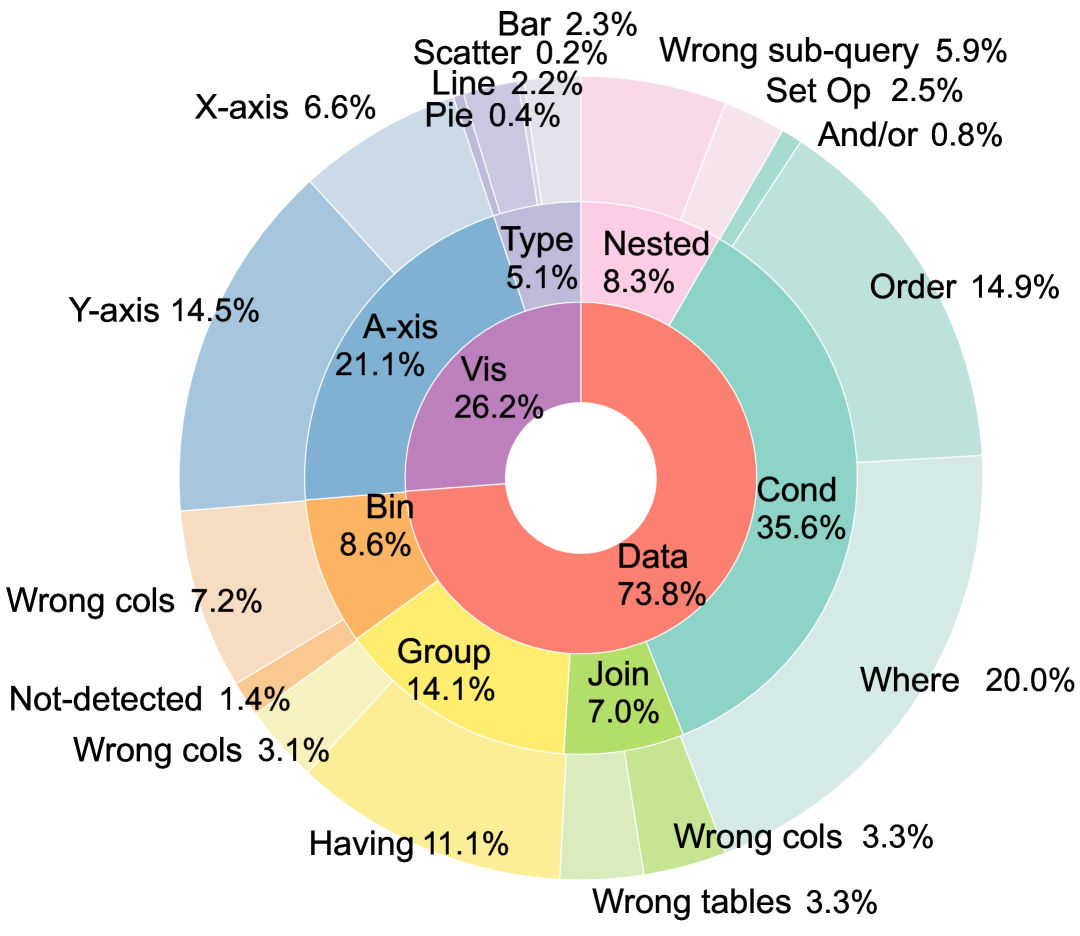 Bar 2.3%
Scatter 0.2%
Line 2.2%
Pie 0.4%
Wrong sub-query 5.9%
Set Op 2.5%
And/or 0.8%
X-axis 6.6%
Type
5.1%
Nested
8.3%
Order 14.9%
Y-axis 14.5%
A-xis
21.1%
Vis
26.2%
Cond
35.6%
Bin
8.6%
Data
73.8%
Wrong cols 7.2%
Group
14.1%
Join
7.0%
Where 20.0%
Not-detected 1.4%
Wrong cols 3.1%
Having 11.1%
Wrong cols 3.3%
Wrong tables 3.3%